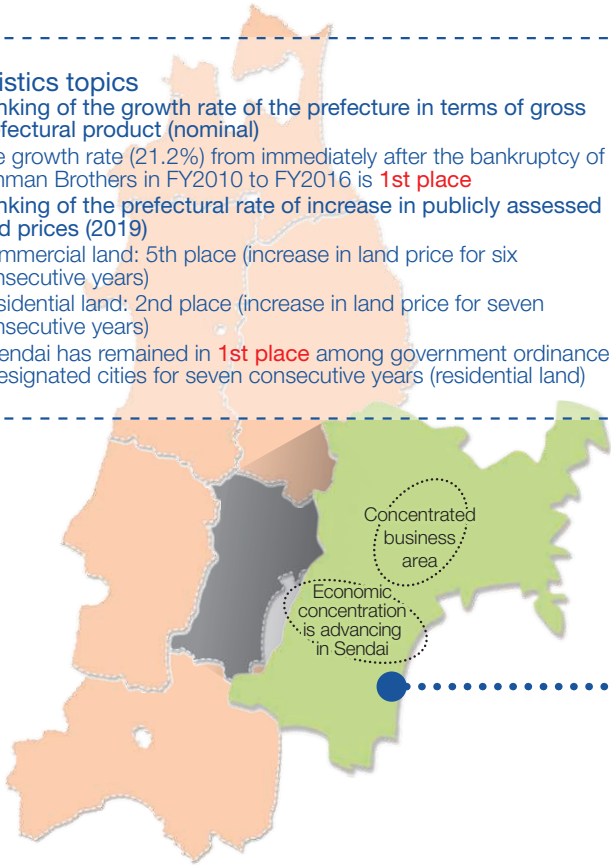 istics topics
nking of the growth rate of the prefecture in terms of gross
fectural product (nominal)
e growth rate (21.2%) from immediately after the bankruptcy of
hman Brothers in FY2010 to FY2016 is 1st place
nking of the prefectural rate of increase in publicly assessed
d prices (2019)
mmercial land: 5th place (increase in land price for six
nsecutive years)
sidential land: 2nd place (increase in land price for seven
nsecutive years)
endai has remained in 1st place among government ordinance
esignated cities for seven consecutive years (residential land)
Concentrated
business
area
Economic
concentration
is advancing
in Sendai